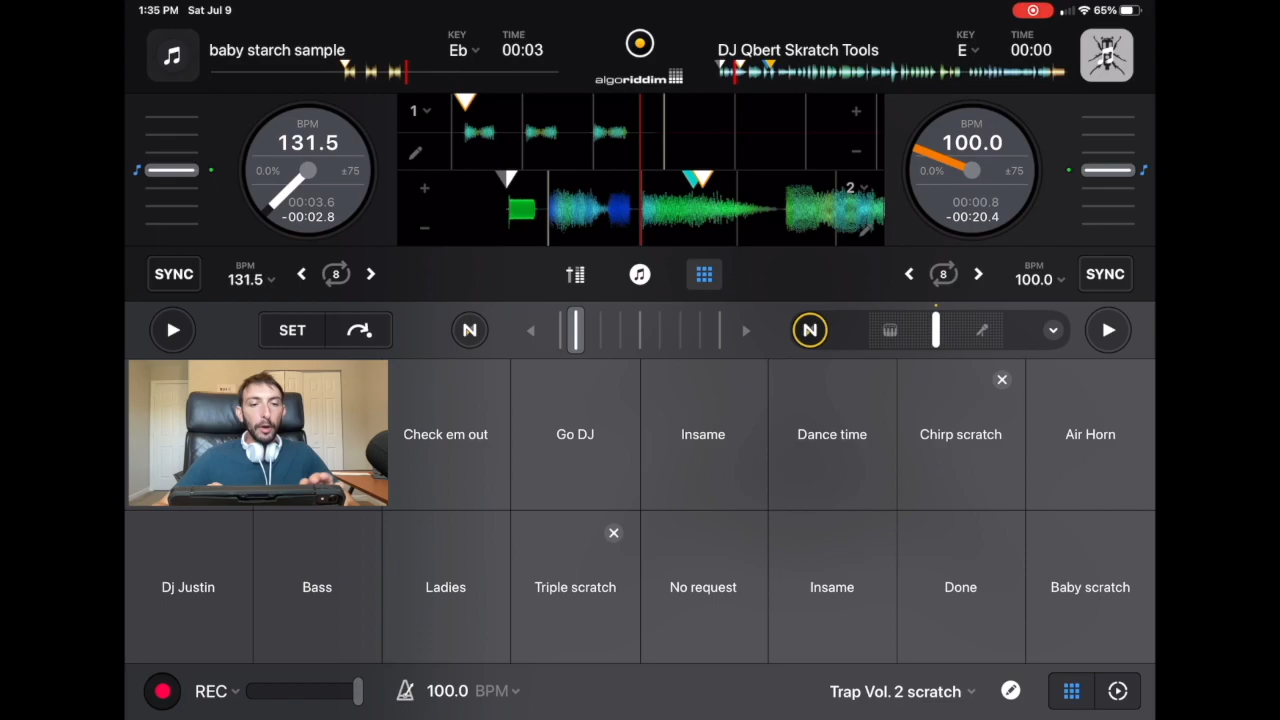 1:35 PM Sat Jul 9 65%
baby starch sample KEY Eb TIME 00:03 algoriddim DJ Qbert Skratch Tools KEY E TIME 00:00
1
BPM 131.5 0.0% ±75 00:03.6 -00:02.8
2
BPM 100.0 0.0% ±75 00:00.8 -00:20.4
SYNC BPM 131.5 8 8 BPM 100.0 SYNC
SET
Check em out Go DJ Insame Dance time Chirp scratch Air Horn
Dj Justin Bass Ladies Triple scratch No request Insame Done Baby scratch
REC 100.0 BPM Trap Vol. 2 scratch